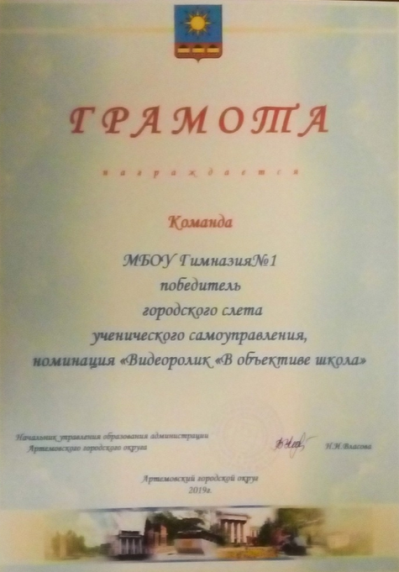 ГРАМОТА
награждается
Команда
МБОУ Гимназия№1
победитель
городского слета
ученического самоуправления,
номинация «Видеоролик «В объективе школа»
Начальник управления образования администрации
Артемовского городского округа
Н.И.Власова
Артемовский городской округ
2019г.